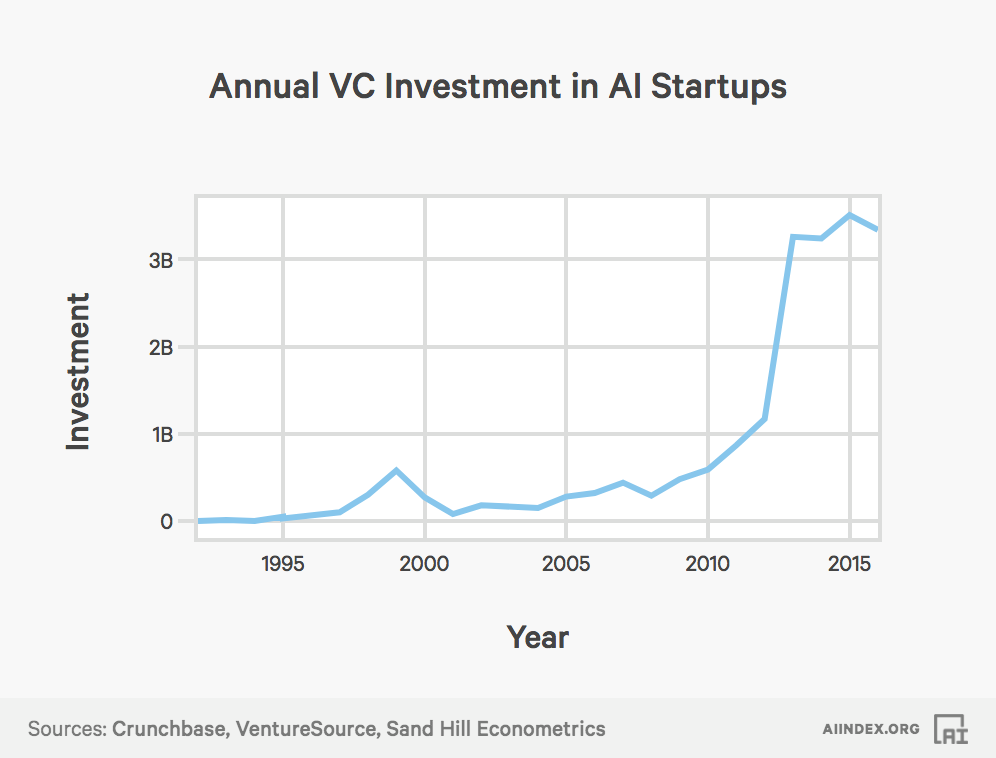 Annual VC Investment in AI Startups
3B
2B
1B
0
Investment
1995 2000 2005 2010 2015
Year
Sources: Crunchbase, VentureSource, Sand Hill Econometrics
AIINDEX.ORG
AI